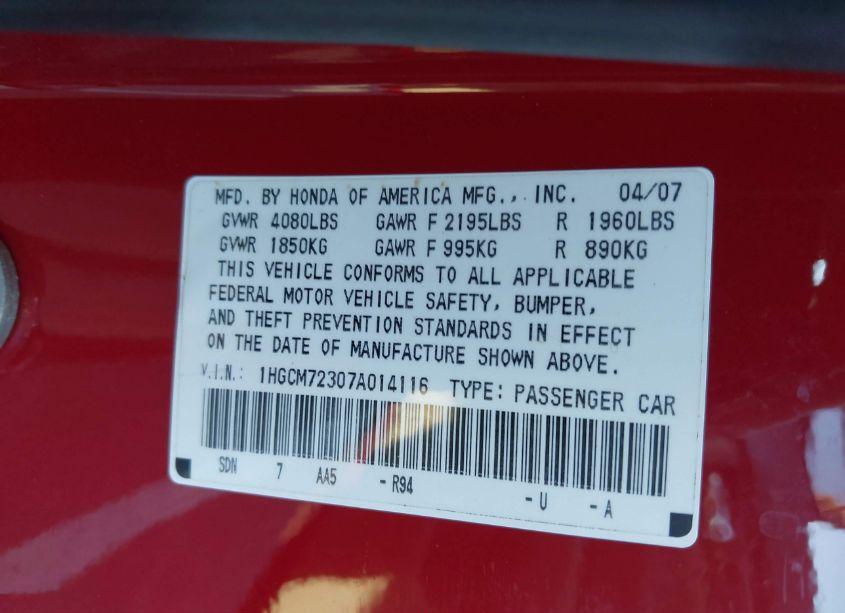 MFD. BY HONDA OF AMERICA MFG., INC. 04/07
GVWR 4080LBS GAWR F 2195LBS R 1960LBS
GVWR 1850KG GAWR F 995KG R 890KG
THIS VEHICLE CONFORMS TO ALL APPLICABLE
FEDERAL MOTOR VEHICLE SAFETY, BUMPER,
AND THEFT PREVENTION STANDARDS IN EFFECT
ON THE DATE OF MANUFACTURE SHOWN ABOVE.
V.I.N.: 1HGCM72307A014116 TYPE: PASSENGER CAR
SDN 7 AA5 - R94 - U - A